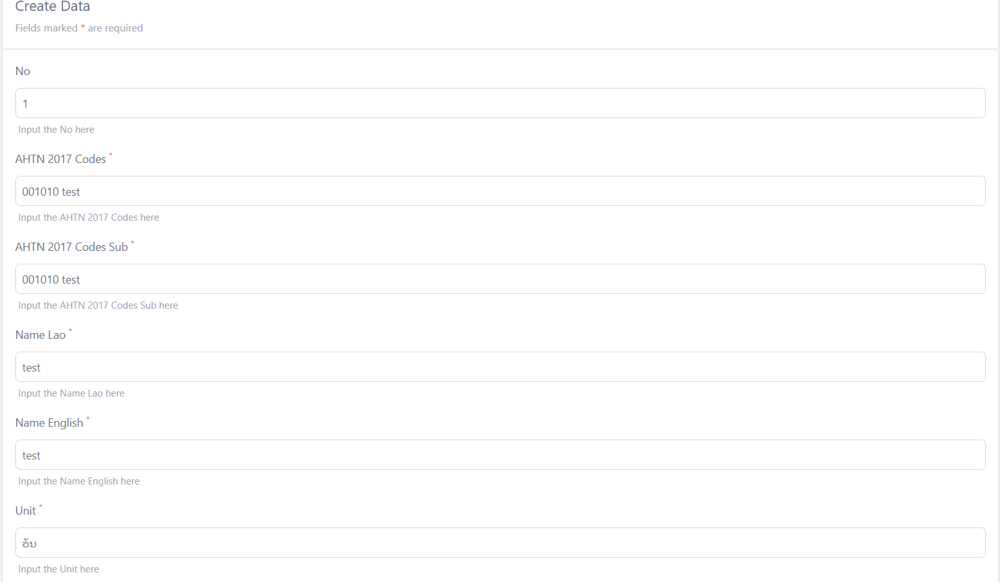 Create Data
Fields marked * are required
No
1
Input the No here
AHTN 2017 Codes *
001010 test
Input the AHTN 2017 Codes here
AHTN 2017 Codes Sub *
001010 test
Input the AHTN 2017 Codes Sub here
Name Lao *
test
Input the Name Lao here
Name English *
test
Input the Name English here
Unit *
ອັນ
Input the Unit here